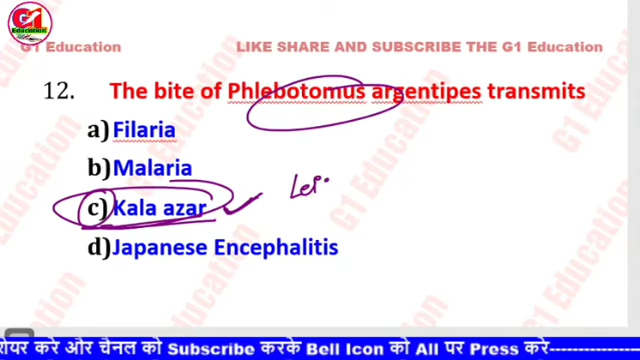 G1
Education
G1 Education
LIKE SHARE AND SUBSCRIBE THE G1 Education
12. The bite of Phlebotomus argentipes transmits
a) Filaria
b) Malaria
c) Kala azar
Lei
d) Japanese Encephalitis
शेयर करे और चैनल को Subscribe करके Bell Icon को All पर Press करे